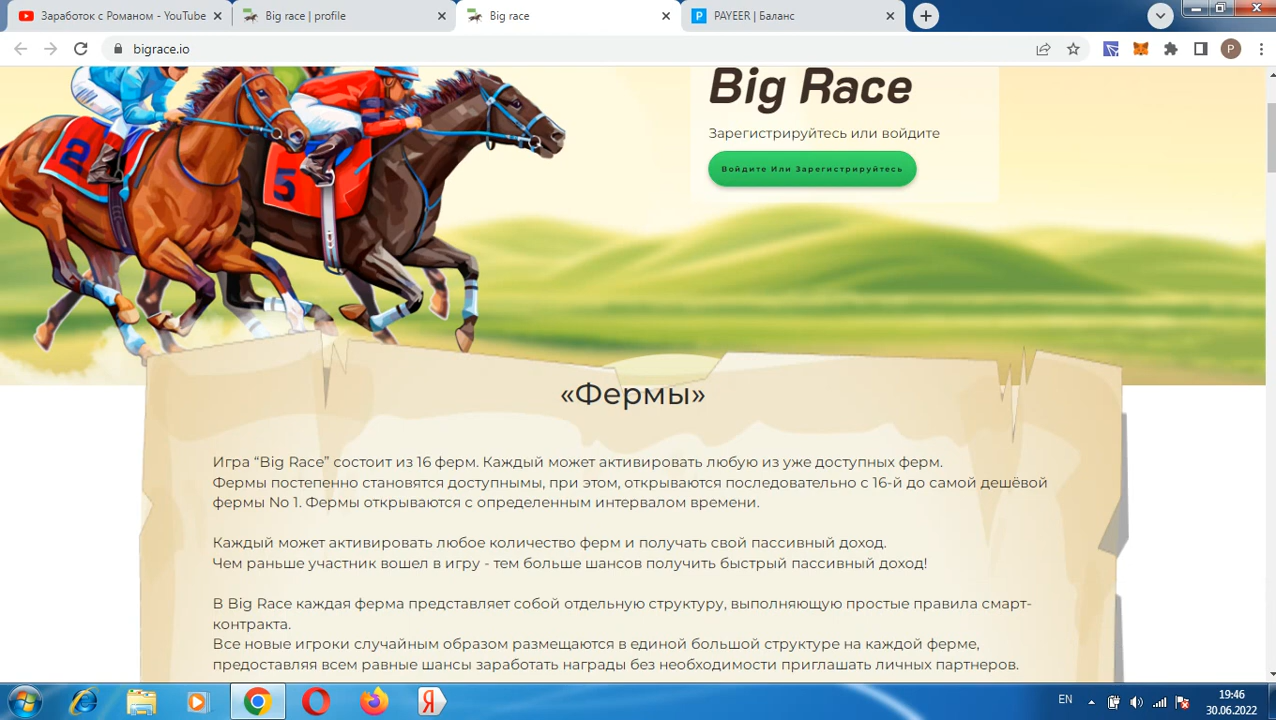 Заработок с Романом - YouTube
Big race | profile
Big race
PAYEER | Баланс
bigrace.io
P
Big Race
Зарегистрируйтесь или войдите
Войдите Или Зарегистрируйтесь
2
5
«Фермы»
Игра “Big Race” состоит из 16 ферм. Каждый может активировать любую из уже доступных ферм.
Фермы постепенно становятся доступнымы, при этом, открываются последовательно с 16-й до самой дешёвой
фермы No 1. Фермы открываются с определенным интервалом времени.
Каждый может активировать любое количество ферм и получать свой пассивный доход.
Чем раньше участник вошел в игру - тем больше шансов получить быстрый пассивный доход!
В Big Race каждая ферма представляет собой отдельную структуру, выполняющую простые правила смарт-
контракта.
Все новые игроки случайным образом размещаются в единой большой структуре на каждой ферме,
предоставляя всем равные шансы заработать награды без необходимости приглашать личных партнеров.
EN
19:46
30.06.2022